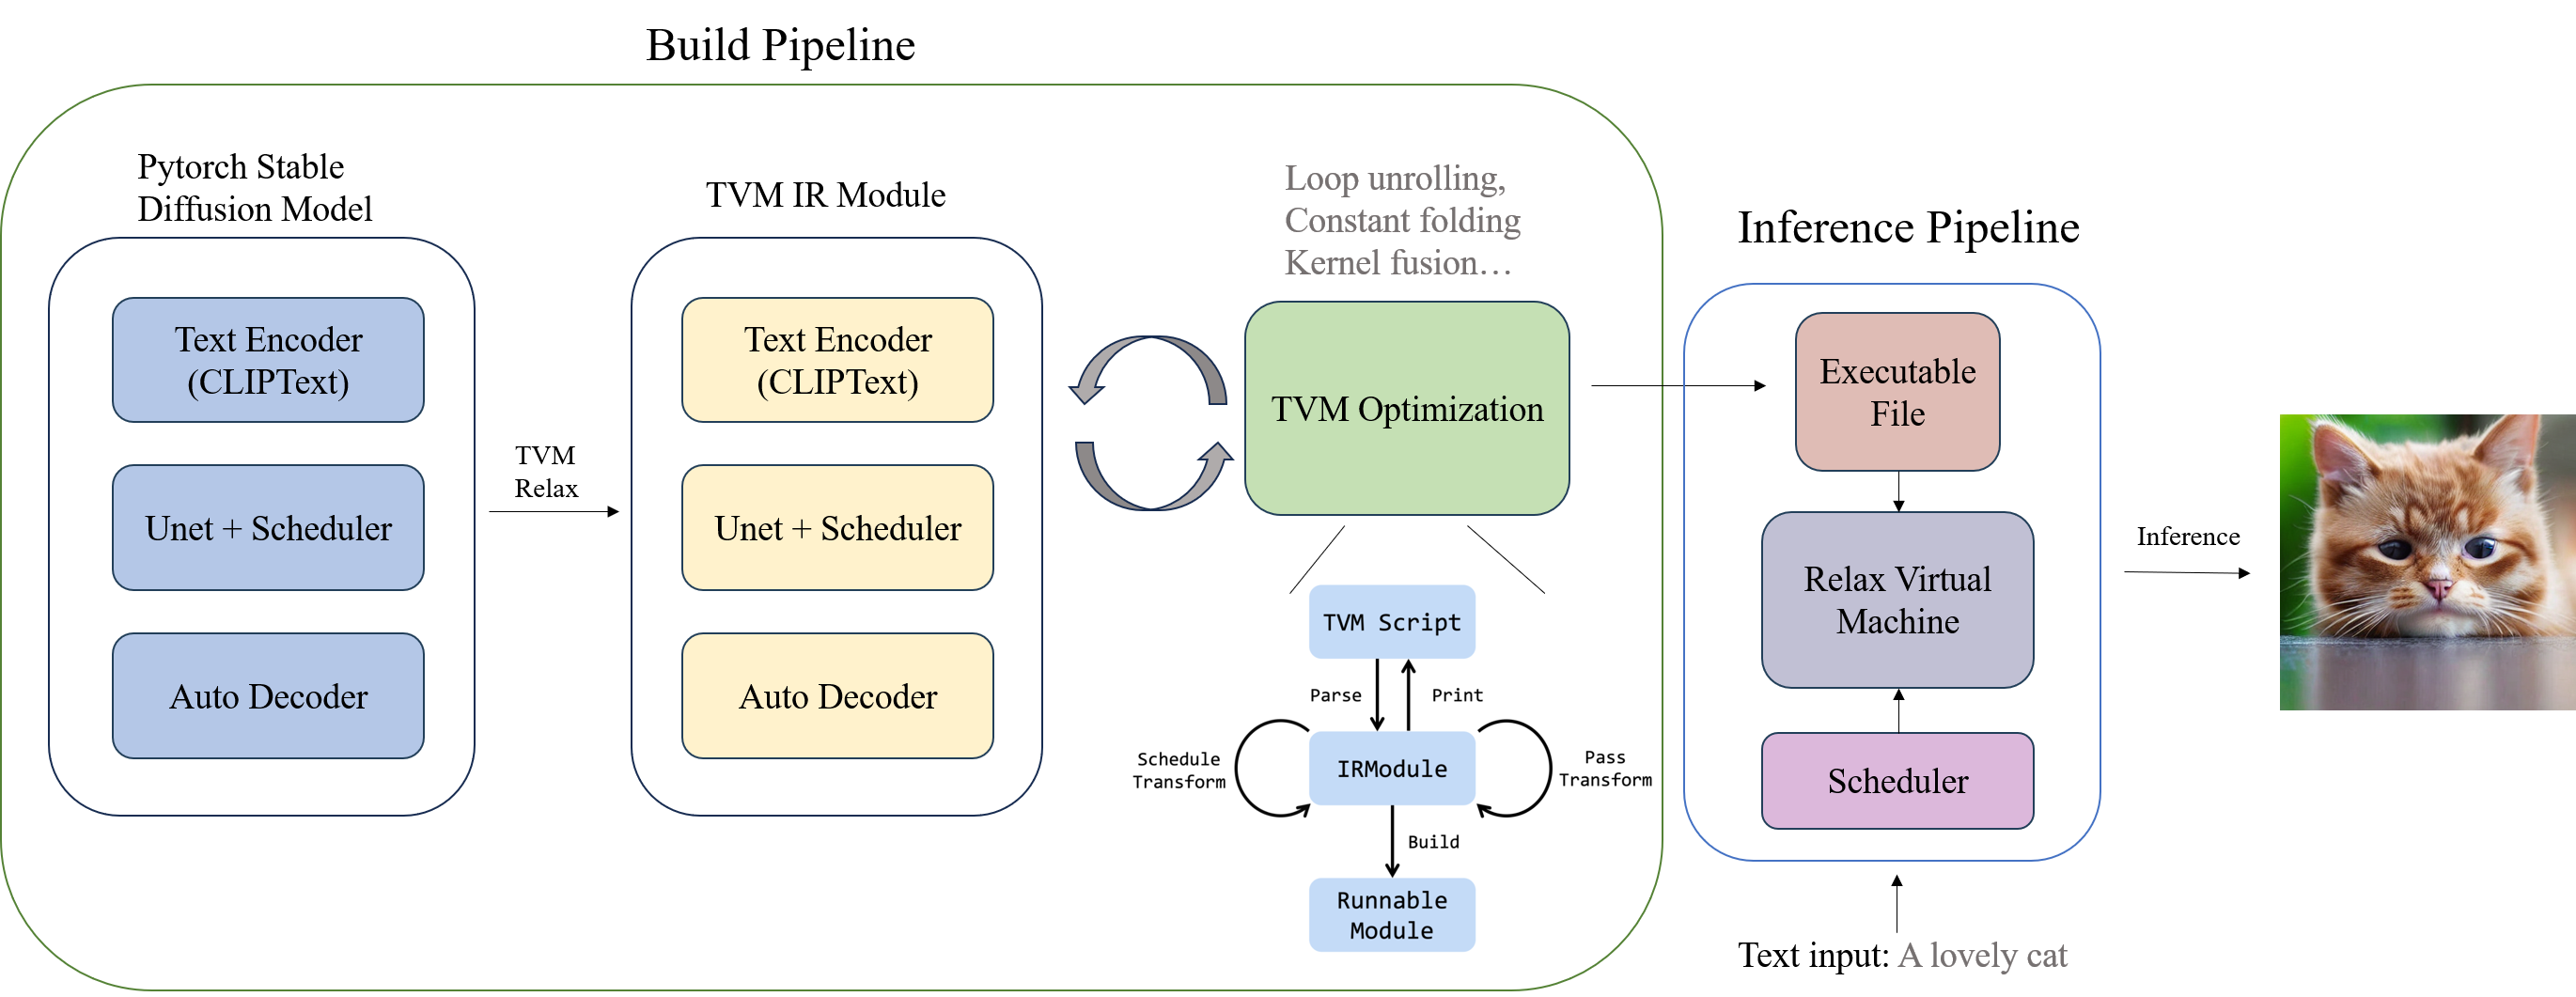 Build Pipeline
Pytorch Stable
Diffusion Model
Text Encoder
(CLIPText)
Unet + Scheduler
Auto Decoder
TVM
Relax
TVM IR Module
Text Encoder
(CLIPText)
Unet + Scheduler
Auto Decoder
Loop unrolling,
Constant folding
Kernel fusion…
TVM Optimization
TVM Script
Parse
Print
Schedule
Transform
IRModule
Pass
Transform
Build
Runnable
Module
Inference Pipeline
Executable
File
Relax Virtual
Machine
Scheduler
Text input: A lovely cat
Inference